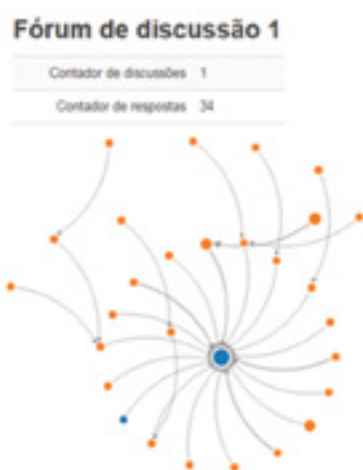 Fórum de discussão 1
Contador de discussões 1
Contador de respostas 34